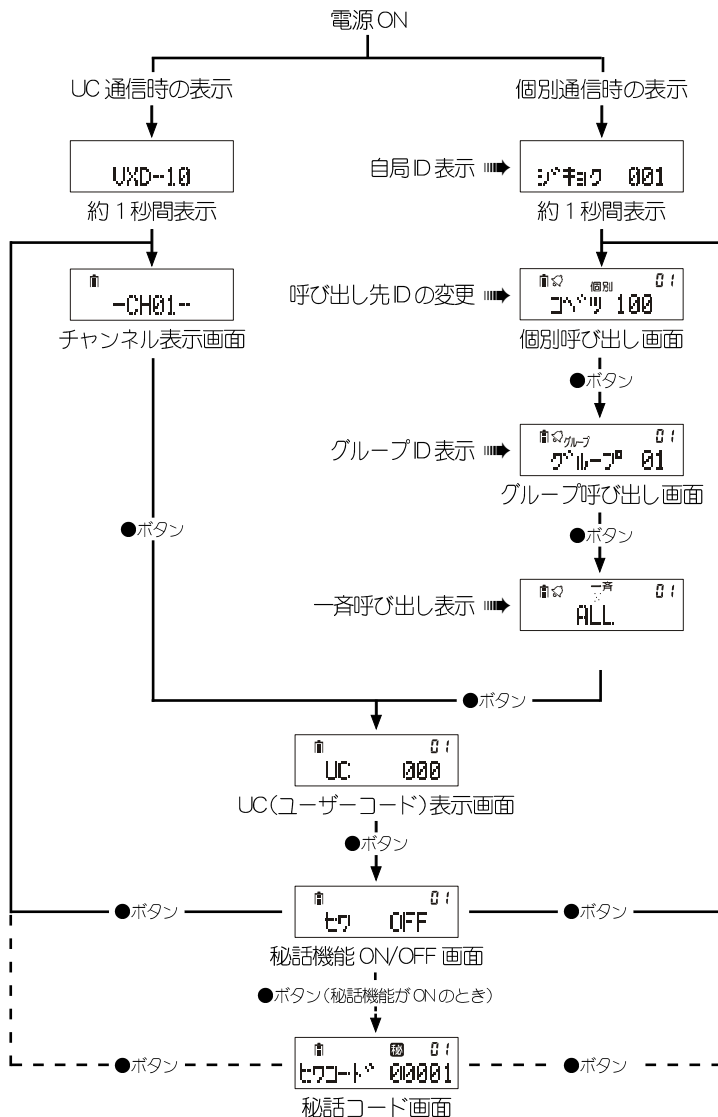 電源 ON
UC 通信時の表示
個別通信時の表示
VXD-10
自局ID表示
ジキョク 001
約1秒間表示
約1秒間表示
-CH01-
呼び出し先IDの変更
個別 01
コベツ 100
チャンネル表示画面
個別呼び出し画面
●ボタン
グループID表示
グループ 01
グループ 01
グループ呼び出し画面
●ボタン
●ボタン
一斉呼び出し表示
一斉 01
ALL
●ボタン
01
UC 000
UC(ユーザーコード)表示画面
●ボタン
01
ヒワ OFF
●ボタン
●ボタン
秘話機能 ON/OFF 画面
●ボタン(秘話機能がONのとき)
秘 01
ヒワコード 00001
●ボタン
●ボタン
秘話コード画面